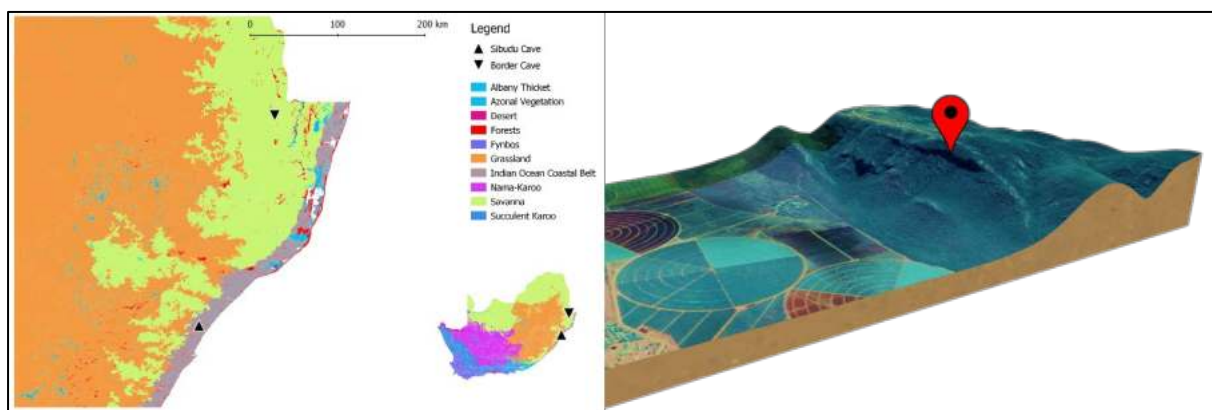 0 100 200 km
Legend
Sibudu Cave
Border Cave
Albany Thicket
Azonal Vegetation
Desert
Forests
Fynbos
Grassland
Indian Ocean Coastal Belt
Nama-Karoo
Savanna
Succulent Karoo